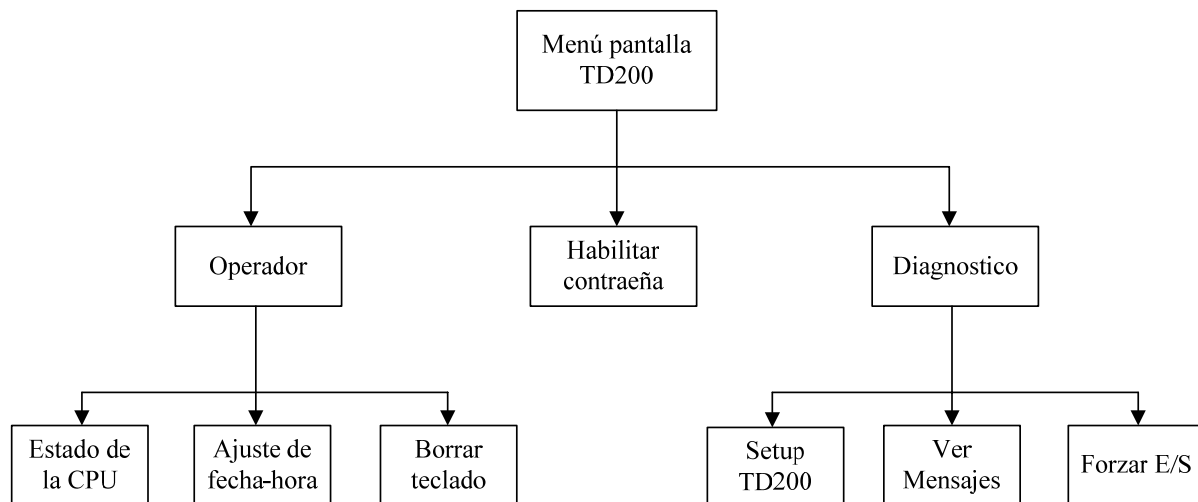 Menú pantalla
TD200
Operador
Habilitar
contraeña
Diagnostico
Estado de
la CPU
Ajuste de
fecha-hora
Borrar
teclado
Setup
TD200
Ver
Mensajes
Forzar E/S